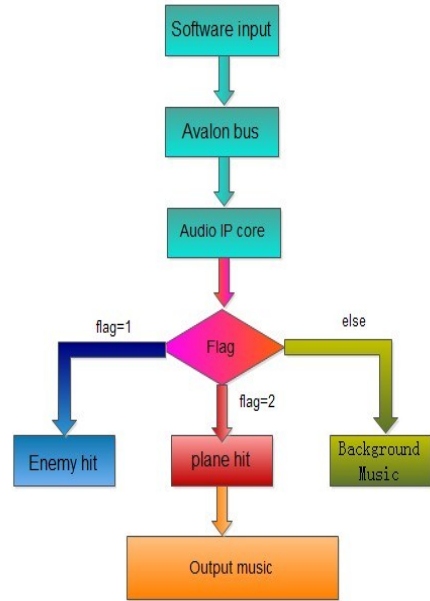 Software input
Avalon bus
Audio IP core
flag=1
else
Flag
flag=2
Enemy hit
plane hit
Background
Music
Output music